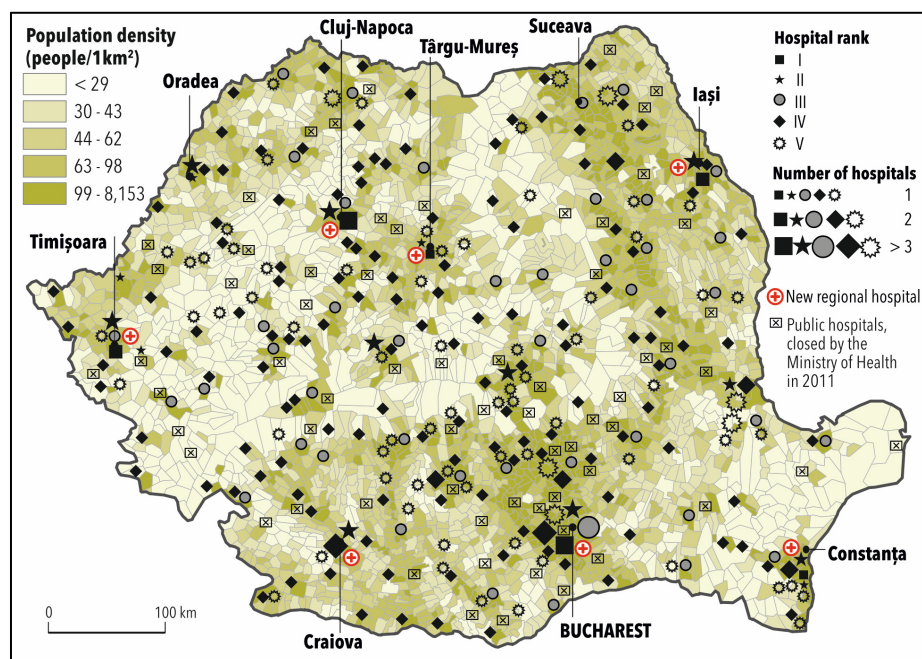 Population density
(people/1km²)
< 29
30 - 43
44 - 62
63 - 98
99 - 8,153
Cluj-Napoca
Târgu-Mureș
Suceava
Oradea
Iași
Timișoara
Craiova
BUCHAREST
Constanța
Hospital rank
I
II
III
IV
V
Number of hospitals
1
2
> 3
New regional hospital
Public hospitals,
closed by the
Ministry of Health
in 2011
0 100 km